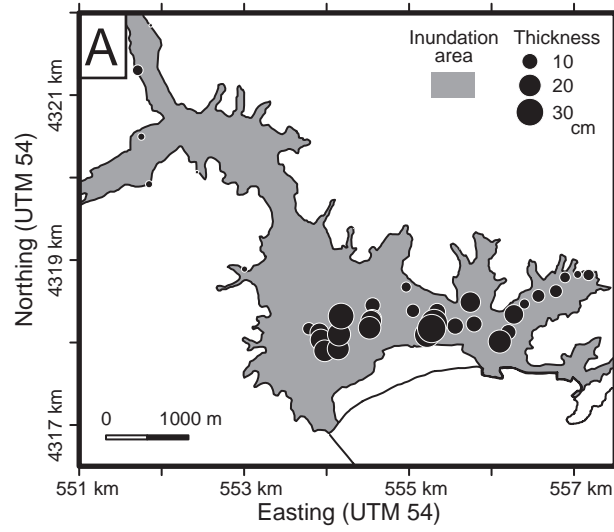 A
Inundation
area
Thickness
10
20
30
cm
4321 km
4319 km
4317 km
Northing (UTM 54)
0 1000 m
551 km 553 km 555 km 557 km
Easting (UTM 54)